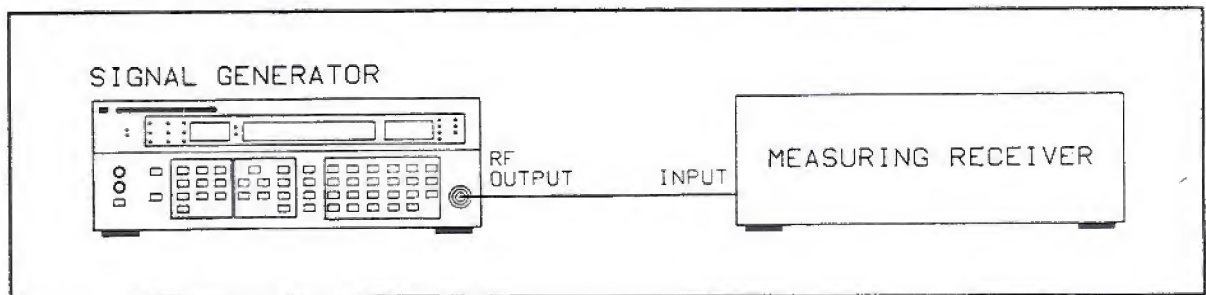 SIGNAL GENERATOR
RF
OUTPUT
INPUT
MEASURING RECEIVER